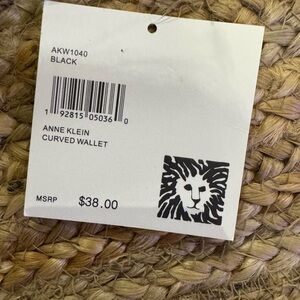 AKW1040
BLACK
1 92815 05036 0
ANNE KLEIN
CURVED WALLET
MSRP $38.00